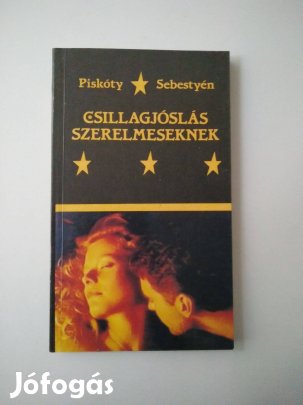 Piskóty ★ Sebestyén
CSILLAGJÓSLÁS
SZERELMESEKNEK
Jófogás